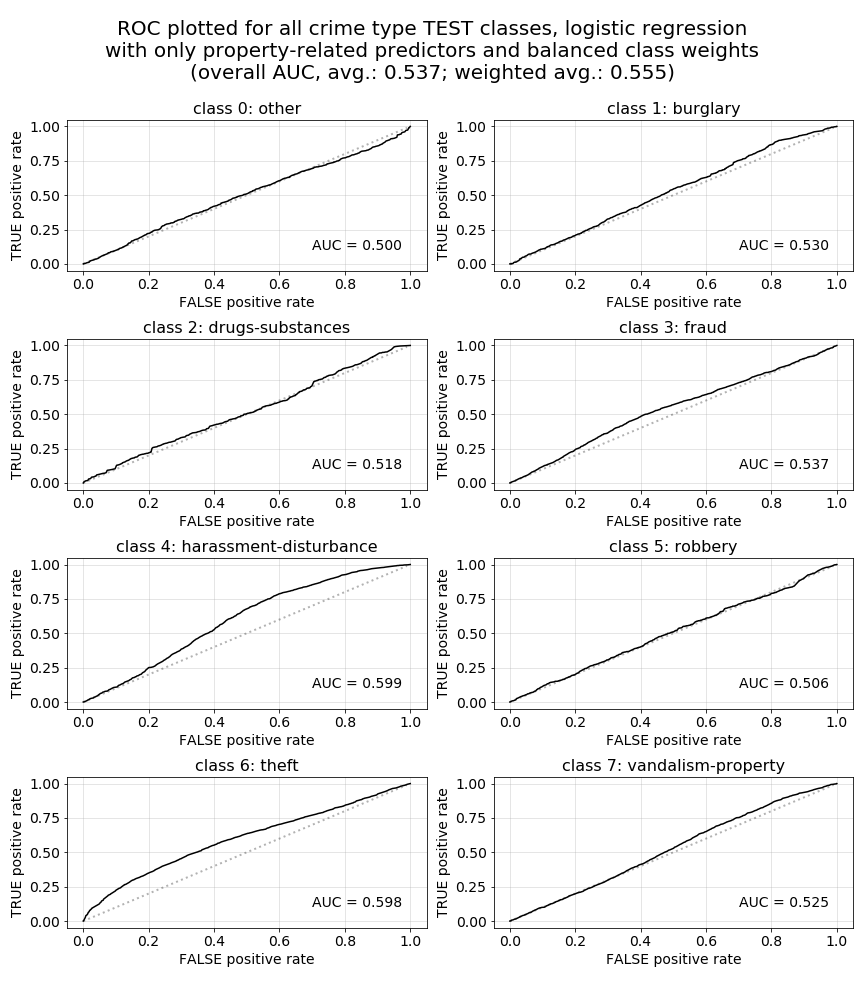 ROC plotted for all crime type TEST classes, logistic regression
with only property-related predictors and balanced class weights
(overall AUC, avg.: 0.537; weighted avg.: 0.555)
class 0: other
TRUE positive rate
1.00
0.75
0.50
0.25
0.00
AUC = 0.500
0.0 0.2 0.4 0.6 0.8 1.0
FALSE positive rate
class 1: burglary
TRUE positive rate
1.00
0.75
0.50
0.25
0.00
AUC = 0.530
0.0 0.2 0.4 0.6 0.8 1.0
FALSE positive rate
class 2: drugs-substances
TRUE positive rate
1.00
0.75
0.50
0.25
0.00
AUC = 0.518
0.0 0.2 0.4 0.6 0.8 1.0
FALSE positive rate
class 3: fraud
TRUE positive rate
1.00
0.75
0.50
0.25
0.00
AUC = 0.537
0.0 0.2 0.4 0.6 0.8 1.0
FALSE positive rate
class 4: harassment-disturbance
TRUE positive rate
1.00
0.75
0.50
0.25
0.00
AUC = 0.599
0.0 0.2 0.4 0.6 0.8 1.0
FALSE positive rate
class 5: robbery
TRUE positive rate
1.00
0.75
0.50
0.25
0.00
AUC = 0.506
0.0 0.2 0.4 0.6 0.8 1.0
FALSE positive rate
class 6: theft
TRUE positive rate
1.00
0.75
0.50
0.25
0.00
AUC = 0.598
0.0 0.2 0.4 0.6 0.8 1.0
FALSE positive rate
class 7: vandalism-property
TRUE positive rate
1.00
0.75
0.50
0.25
0.00
AUC = 0.525
0.0 0.2 0.4 0.6 0.8 1.0
FALSE positive rate